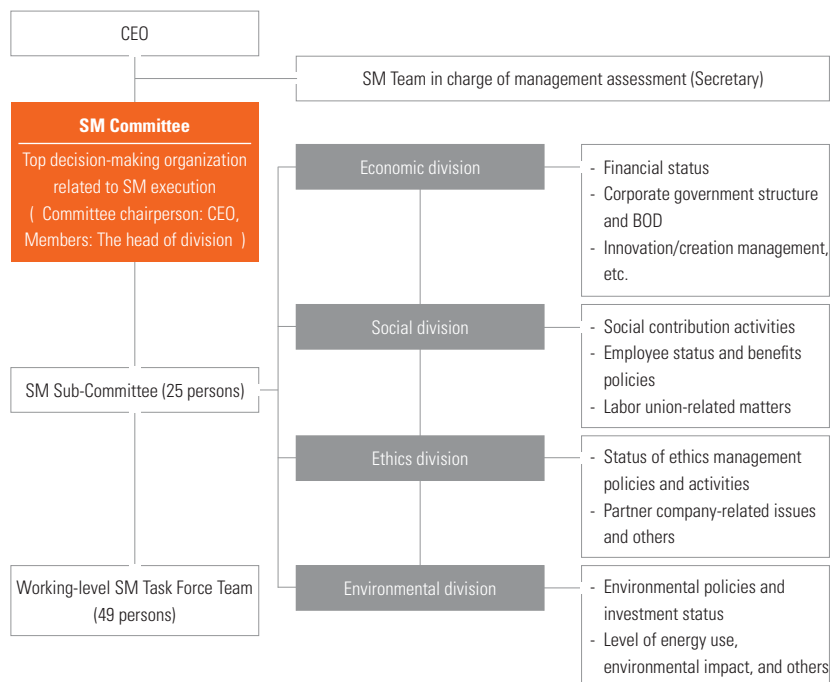 CEO
SM Team in charge of management assessment (Secretary)
SM Committee
Top decision-making organization
related to SM execution
( Committee chairperson: CEO,
Members: The head of division )
Economic division
- Financial status
- Corporate government structure
and BOD
- Innovation/creation management,
etc.
Social division
- Social contribution activities
- Employee status and benefits
policies
- Labor union-related matters
SM Sub-Committee (25 persons)
Ethics division
- Status of ethics management
policies and activities
- Partner company-related issues
and others
Working-level SM Task Force Team
(49 persons)
Environmental division
- Environmental policies and
investment status
- Level of energy use,
environmental impact, and others